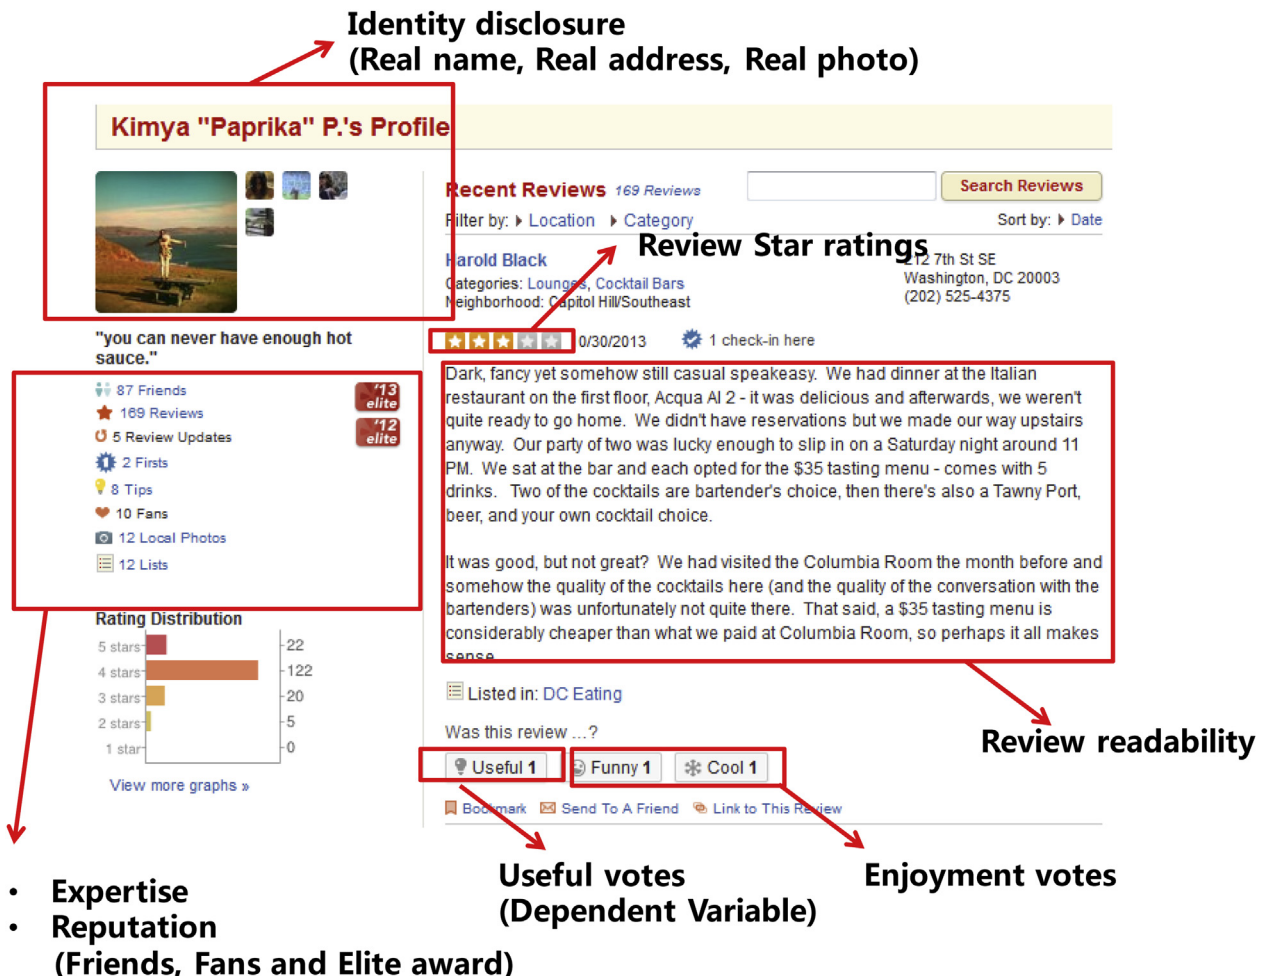 Identity disclosure
(Real name, Real address, Real photo)
Kimya "Paprika" P.'s Profile
Recent Reviews 169 Reviews
Search Reviews
Filter by: Location Category
Sort by: Date
Review Star ratings
Harold Black
Categories: Lounges, Cocktail Bars
Neighborhood: Capitol Hill/Southeast
212 7th St SE
Washington, DC 20003
(202) 525-4375
"you can never have enough hot
sauce."
0/30/2013 1 check-in here
87 Friends
169 Reviews
5 Review Updates
2 Firsts
8 Tips
10 Fans
12 Local Photos
12 Lists
'13
elite
'12
elite
Dark, fancy yet somehow still casual speakeasy. We had dinner at the Italian
restaurant on the first floor, Acqua Al 2 - it was delicious and afterwards, we weren't
quite ready to go home. We didn't have reservations but we made our way upstairs
anyway. Our party of two was lucky enough to slip in on a Saturday night around 11
PM. We sat at the bar and each opted for the $35 tasting menu - comes with 5
drinks. Two of the cocktails are bartender's choice, then there's also a Tawny Port,
beer, and your own cocktail choice.
It was good, but not great? We had visited the Columbia Room the month before and
somehow the quality of the cocktails here (and the quality of the conversation with the
bartenders) was unfortunately not quite there. That said, a $35 tasting menu is
considerably cheaper than what we paid at Columbia Room, so perhaps it all makes
sense
Rating Distribution
5 stars 22
4 stars 122
3 stars 20
2 stars 5
1 star 0
View more graphs »
Listed in: DC Eating
Was this review ...?
Useful 1 Funny 1 Cool 1
Bookmark Send To A Friend Link to This Review
Review readability
Useful votes
(Dependent Variable)
Enjoyment votes
• Expertise
• Reputation
(Friends, Fans and Elite award)